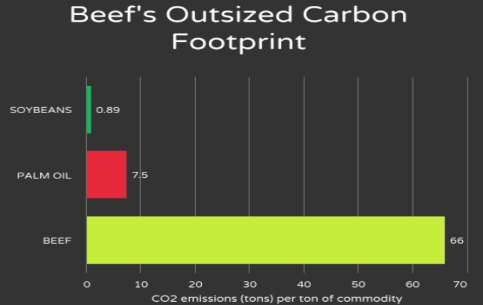 Beef's Outsized Carbon
Footprint
SOYBEANS 0.89
PALM OIL 7.5
BEEF 66
0 10 20 30 40 50 60 70
CO2 emissions (tons) per ton of commodity